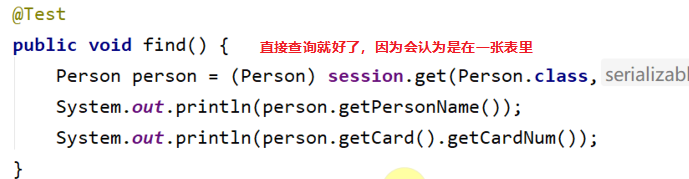 @Test
public void find() { 直接查询就好了，因为会认为是在一张表里
Person person = (Person) session.get(Person.class,
System.out.println(person.getPersonName());
System.out.println(person.getCard().getCardNum());
}